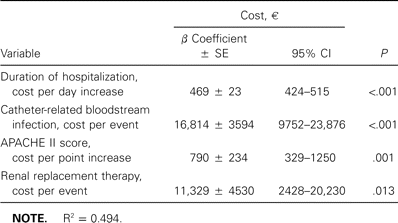 Cost, €
Variable β Coefficient ± SE 95% CI P
Duration of hospitalization,
cost per day increase 469 ± 23 424–515 <.001
Catheter-related bloodstream
infection, cost per event 16,814 ± 3594 9752–23,876 <.001
APACHE II score,
cost per point increase 790 ± 234 329–1250 .001
Renal replacement therapy,
cost per event 11,329 ± 4530 2428–20,230 .013
NOTE. R² = 0.494.